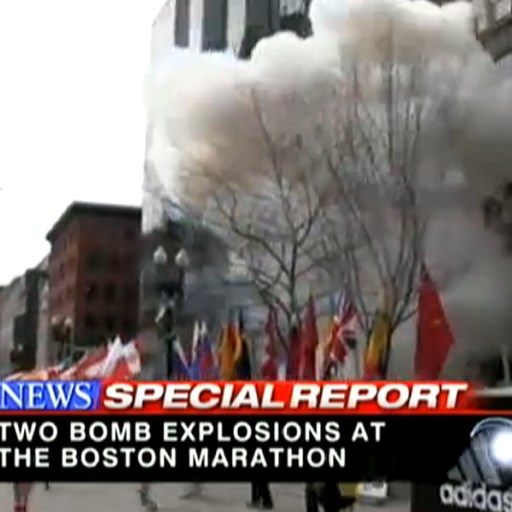 NEWS SPECIAL REPORT
TWO BOMB EXPLOSIONS AT
THE BOSTON MARATHON
adidas